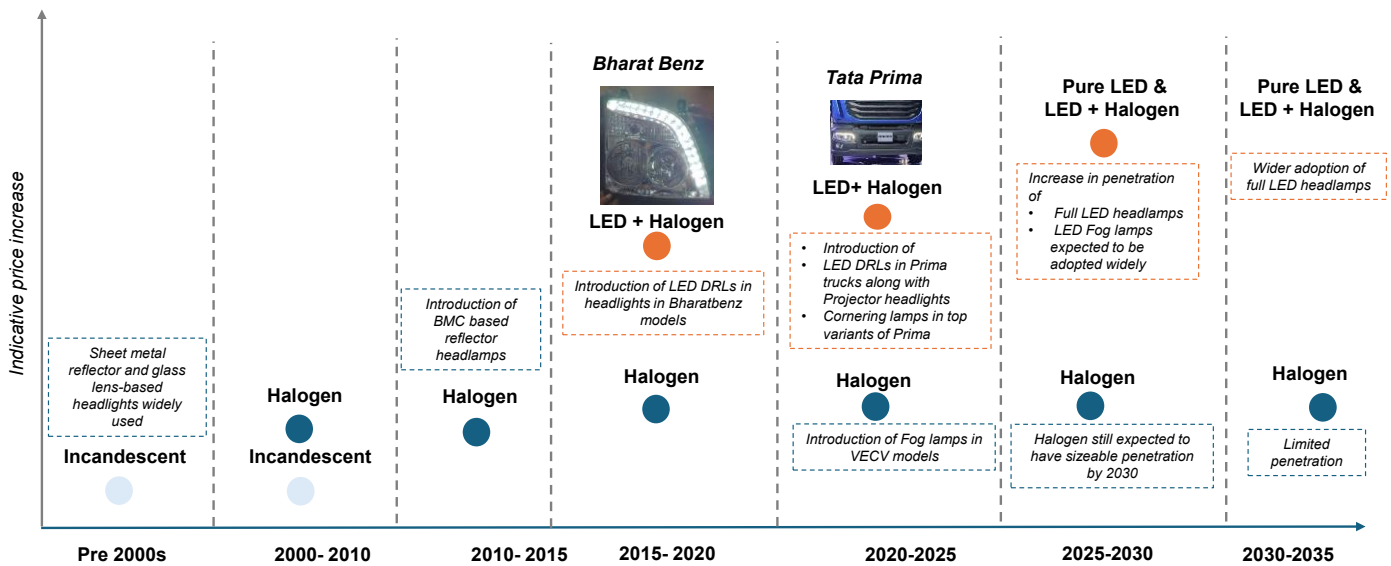 Indicative price increase
Sheet metal
reflector and glass
lens-based
headlights widely
used
Incandescent
Pre 2000s
Halogen
Incandescent
2000- 2010
Introduction of
BMC based
reflector
headlamps
Halogen
2010- 2015
Bharat Benz
LED + Halogen
Introduction of LED DRLs in
headlights in Bharatbenz
models
Halogen
2015- 2020
Tata Prima
LED+ Halogen
• Introduction of
• LED DRLs in Prima
trucks along with
Projector headlights
• Cornering lamps in top
variants of Prima
Halogen
Introduction of Fog lamps in
VECV models
2020-2025
Pure LED &
LED + Halogen
Increase in penetration
of
• Full LED headlamps
• LED Fog lamps
expected to be
adopted widely
Halogen
Halogen still expected to
have sizeable penetration
by 2030
2025-2030
Pure LED &
LED + Halogen
Wider adoption of
full LED headlamps
Halogen
Limited
penetration
2030-2035